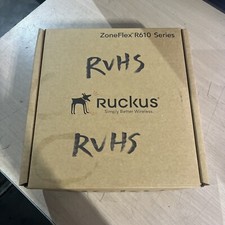 ZoneFlex® R610 Series
RVHS
RUCKUS®
Simply Better Wireless.
RVHS